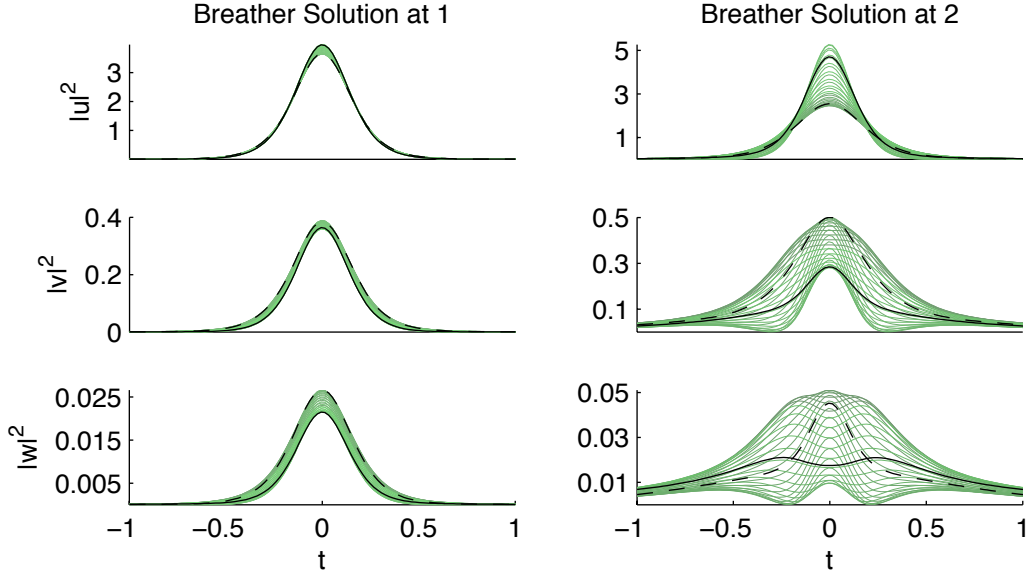 Breather Solution at 1
Breather Solution at 2
|u|²
3
2
1
5
3
1
|v|²
0.4
0.2
0
0.5
0.3
0.1
|w|²
0.025
0.015
0.005
0.05
0.03
0.01
−1 −0.5 0 0.5 1
−1 −0.5 0 0.5 1
t
t